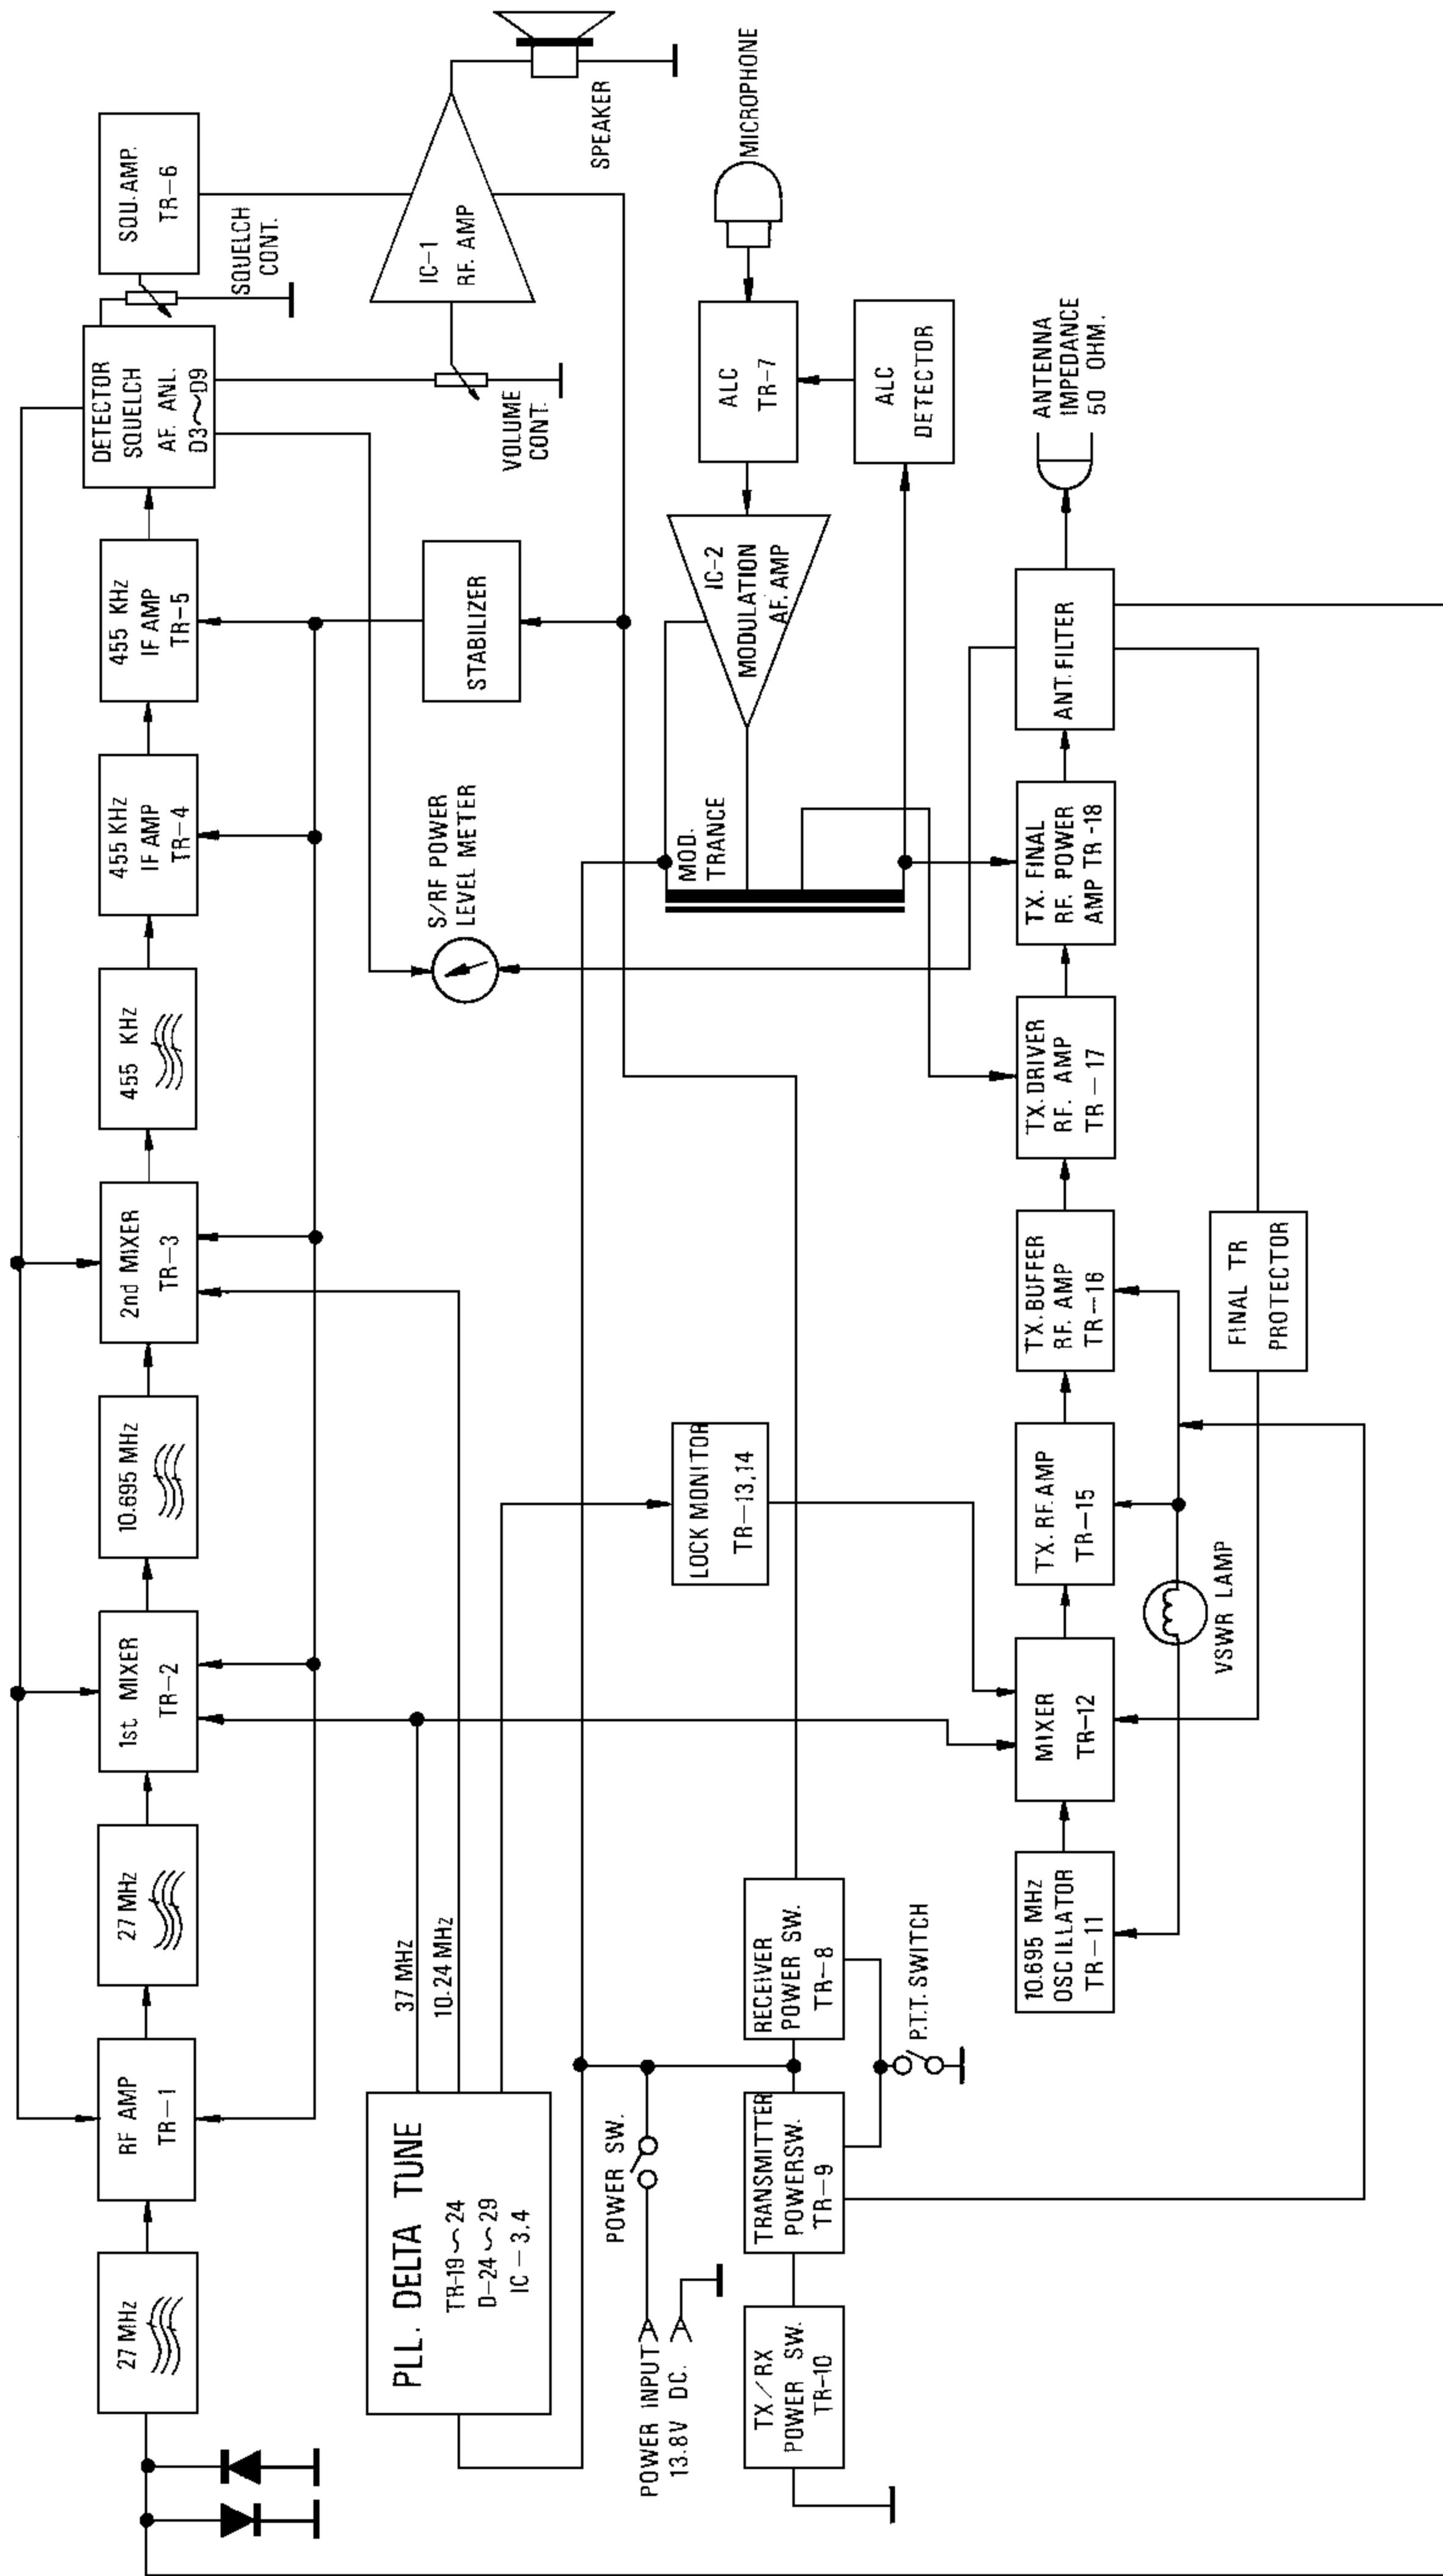 27 MHz
RF AMP
TR-1
27 MHz
1st MIXER
TR-2
10.695 MHz
2nd MIXER
TR-3
455 KHz
455 KHz
IF AMP
TR-4
455 KHz
IF AMP
TR-5
DETECTOR
SQUELCH
AF. ANL.
D3~D9
SQU. AMP.
TR-6
SQUELCH
CONT.
PLL. DELTA TUNE
TR-19~24
D-24~29
IC-3,4
37 MHz
10-24 MHz
S/RF POWER
LEVEL METER
STABILIZER
VOLUME
CONT.
IC-1
RF. AMP
SPEAKER
POWER SW.
POWER INPUT
13.8V DC.
TX/RX
POWER SW.
TR-10
TRANSMITTER
POWERSW.
TR-9
RECEIVER
POWER SW.
TR-8
P.T.T. SWITCH
LOCK MONITOR
TR-13,14
MOD.
TRANCE
IC-2
MODULATION
AF. AMP
ALC
TR-7
MICROPHONE
ALC
DETECTOR
10.695 MHz
OSCILLATOR
TR-11
MIXER
TR-12
TX. RF. AMP
TR-15
TX. BUFFER
RF. AMP
TR-16
TX. DRIVER
RF. AMP
TR-17
TX. FINAL
RF. POWER
AMP TR-18
ANT. FILTER
ANTENNA
IMPEDANCE
50 OHM.
VSWR LAMP
FINAL TR
PROTECTOR